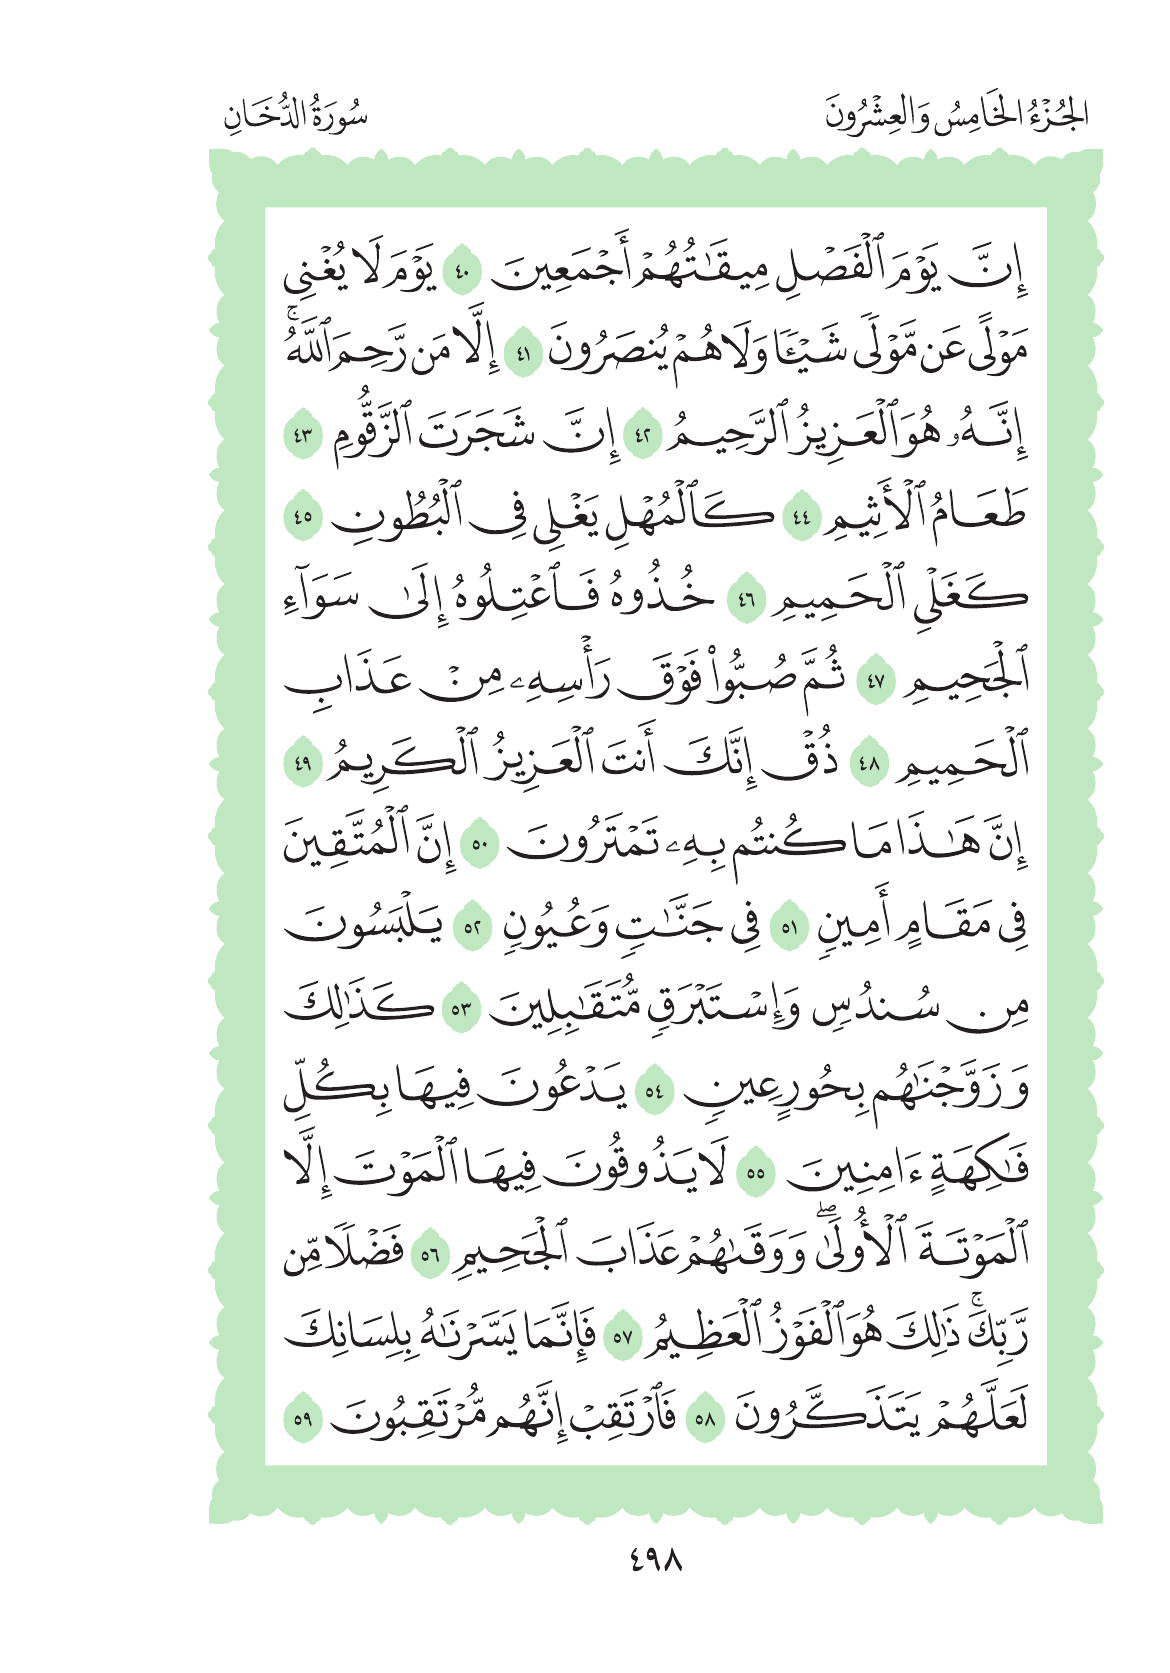 الجُزْءُ الخَامِسُ وَالعِشْرُونَ
سُورَةُ الدُّخَانِ
إِنَّ يَوْمَ ٱلْفَصْلِ مِيقَٰتُهُمْ أَجْمَعِينَ ٤٠ يَوْمَ لَا يُغْنِى
مَوْلًى عَن مَّوْلًى شَيْـًٔا وَلَا هُمْ يُنصَرُونَ ٤١ إِلَّا مَن رَّحِمَ ٱللَّهُ ۚ
إِنَّهُۥ هُوَ ٱلْعَزِيزُ ٱلرَّحِيمُ ٤٢ إِنَّ شَجَرَتَ ٱلزَّقُّومِ ٤٣
طَعَامُ ٱلْأَثِيمِ ٤٤ كَٱلْمُهْلِ يَغْلِى فِى ٱلْبُطُونِ ٤٥
كَغَلْىِ ٱلْحَمِيمِ ٤٦ خُذُوهُ فَٱعْتِلُوهُ إِلَىٰ سَوَآءِ
ٱلْجَحِيمِ ٤٧ ثُمَّ صُبُّوا۟ فَوْقَ رَأْسِهِۦ مِنْ عَذَابِ
ٱلْحَمِيمِ ٤٨ ذُقْ إِنَّكَ أَنتَ ٱلْعَزِيزُ ٱلْكَرِيمُ ٤٩
إِنَّ هَٰذَا مَا كُنتُم بِهِۦ تَمْتَرُونَ ٥٠ إِنَّ ٱلْمُتَّقِينَ
فِى مَقَامٍ أَمِينٍ ٥١ فِى جَنَّٰتٍ وَعُيُونٍ ٥٢ يَلْبَسُونَ
مِن سُندُسٍ وَإِسْتَبْرَقٍ مُّتَقَٰبِلِينَ ٥٣ كَذَٰلِكَ
وَزَوَّجْنَٰهُم بِحُورٍ عِينٍ ٥٤ يَدْعُونَ فِيهَا بِكُلِّ
فَٰكِهَةٍ ءَامِنِينَ ٥٥ لَا يَذُوقُونَ فِيهَا ٱلْمَوْتَ إِلَّا
ٱلْمَوْتَةَ ٱلْأُولَىٰ ۖ وَوَقَىٰهُمْ عَذَابَ ٱلْجَحِيمِ ٥٦ فَضْلًا مِّن
رَّبِّكَ ۚ ذَٰلِكَ هُوَ ٱلْفَوْزُ ٱلْعَظِيمُ ٥٧ فَإِنَّمَا يَسَّرْنَٰهُ بِلِسَانِكَ
لَعَلَّهُمْ يَتَذَكَّرُونَ ٥٨ فَٱرْتَقِبْ إِنَّهُم مُّرْتَقِبُونَ ٥٩
٤٩٨